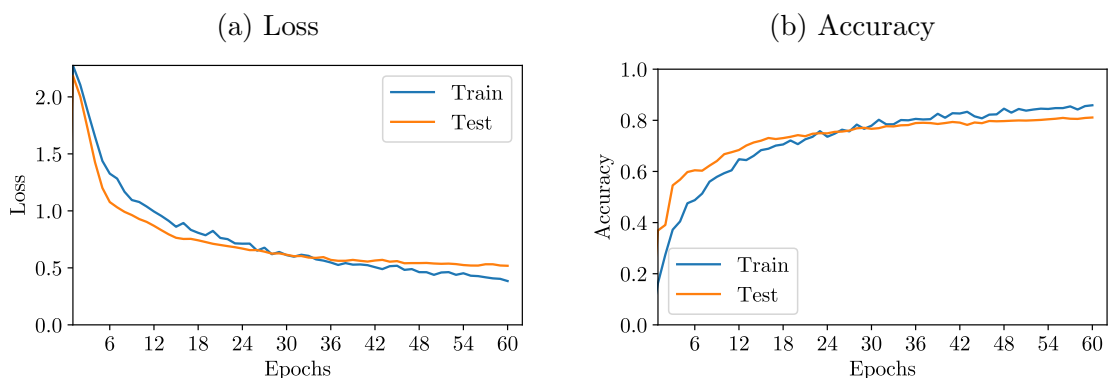 (a) Loss
2.0
1.5
1.0
0.5
0.0
Loss
Train
Test
6 12 18 24 30 36 42 48 54 60
Epochs
(b) Accuracy
1.0
0.8
0.6
0.4
0.2
0.0
Accuracy
Train
Test
6 12 18 24 30 36 42 48 54 60
Epochs